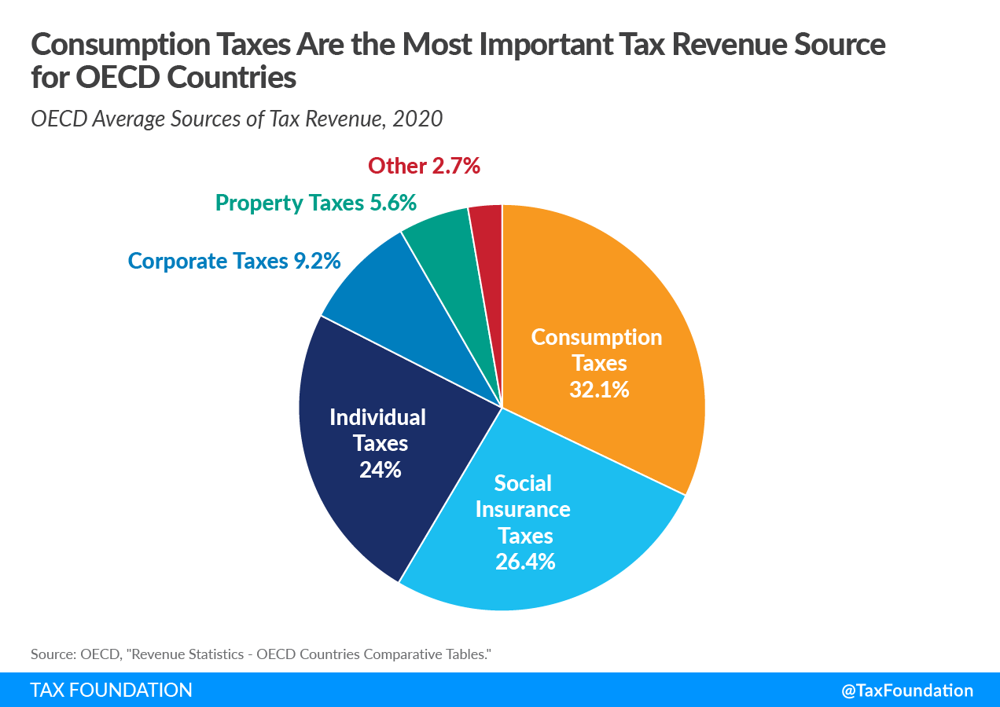 Consumption Taxes Are the Most Important Tax Revenue Source
for OECD Countries
OECD Average Sources of Tax Revenue, 2020
Other 2.7%
Property Taxes 5.6%
Corporate Taxes 9.2%
Consumption
Taxes
32.1%
Individual
Taxes
24%
Social
Insurance
Taxes
26.4%
Source: OECD, "Revenue Statistics - OECD Countries Comparative Tables."
TAX FOUNDATION
@TaxFoundation